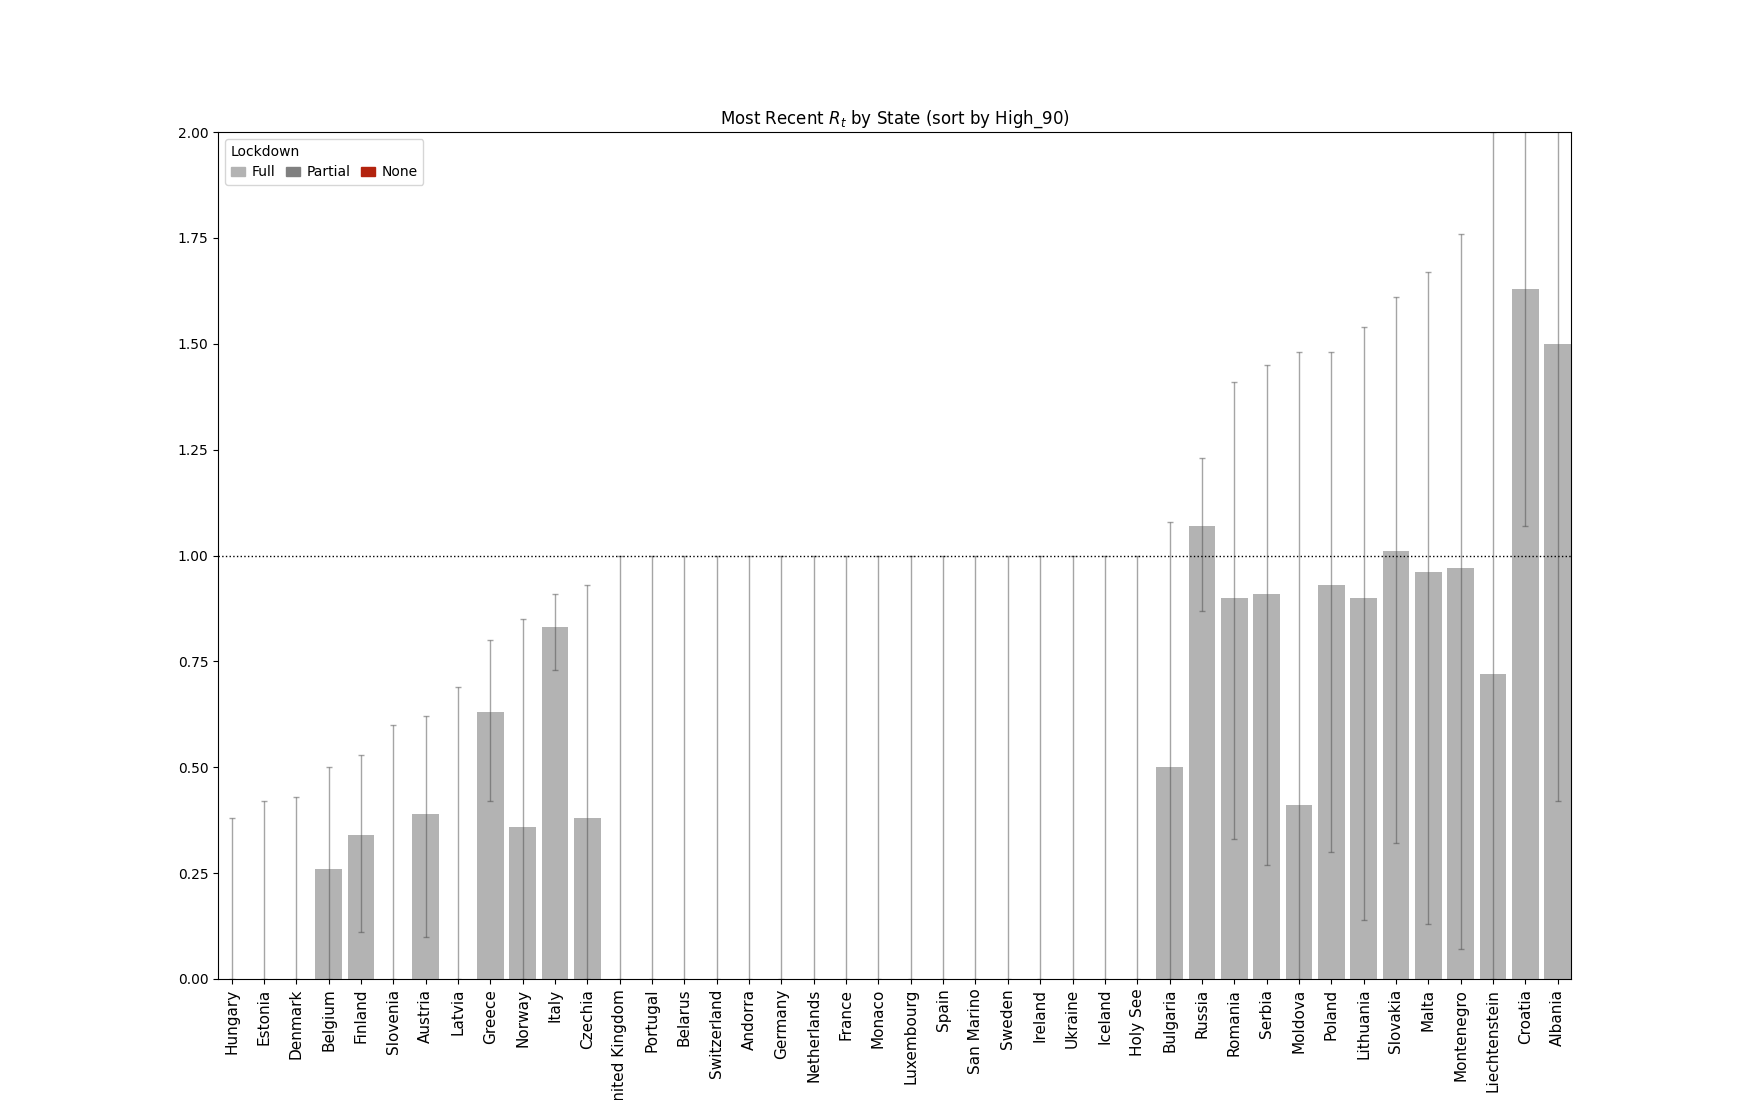 Most Recent R_t by State (sort by High_90)
Lockdown
Full Partial None
2.00
1.75
1.50
1.25
1.00
0.75
0.50
0.25
0.00
Hungary
Estonia
Denmark
Belgium
Finland
Slovenia
Austria
Latvia
Greece
Norway
Italy
Czechia
nited Kingdom
Portugal
Belarus
Switzerland
Andorra
Germany
Netherlands
France
Monaco
Luxembourg
Spain
San Marino
Sweden
Ireland
Ukraine
Iceland
Holy See
Bulgaria
Russia
Romania
Serbia
Moldova
Poland
Lithuania
Slovakia
Malta
Montenegro
Liechtenstein
Croatia
Albania